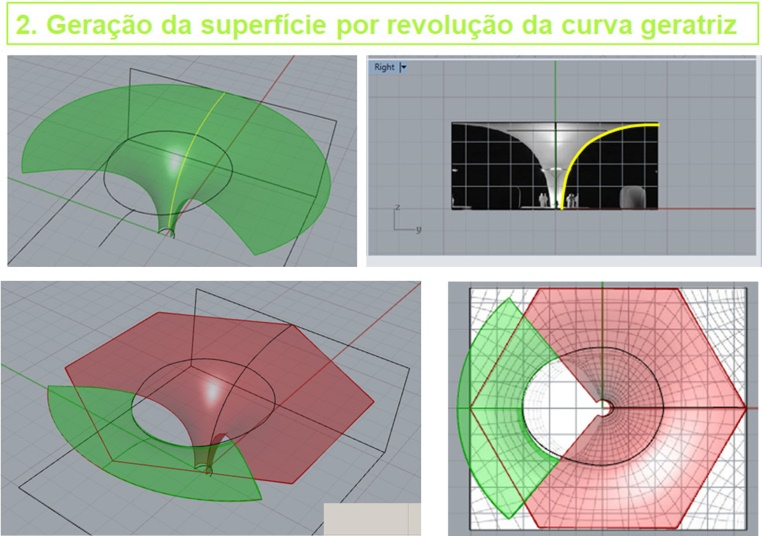 2. Geração da superfície por revolução da curva geratriz
Right
z
y